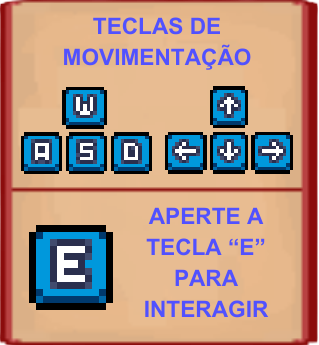 TECLAS DE
MOVIMENTAÇÃO
W ↑
A S D ← ↓ →
E
APERTE A
TECLA “E”
PARA
INTERAGIR